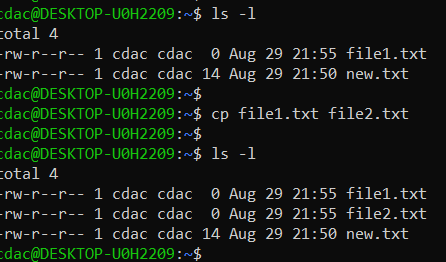 cdac@DESKTOP-U0H2209:~$ ls -l
total 4
-rw-r--r-- 1 cdac cdac  0 Aug 29 21:55 file1.txt
-rw-r--r-- 1 cdac cdac 14 Aug 29 21:50 new.txt
cdac@DESKTOP-U0H2209:~$
cdac@DESKTOP-U0H2209:~$ cp file1.txt file2.txt
cdac@DESKTOP-U0H2209:~$
cdac@DESKTOP-U0H2209:~$ ls -l
total 4
-rw-r--r-- 1 cdac cdac  0 Aug 29 21:55 file1.txt
-rw-r--r-- 1 cdac cdac  0 Aug 29 21:55 file2.txt
-rw-r--r-- 1 cdac cdac 14 Aug 29 21:50 new.txt
cdac@DESKTOP-U0H2209:~$